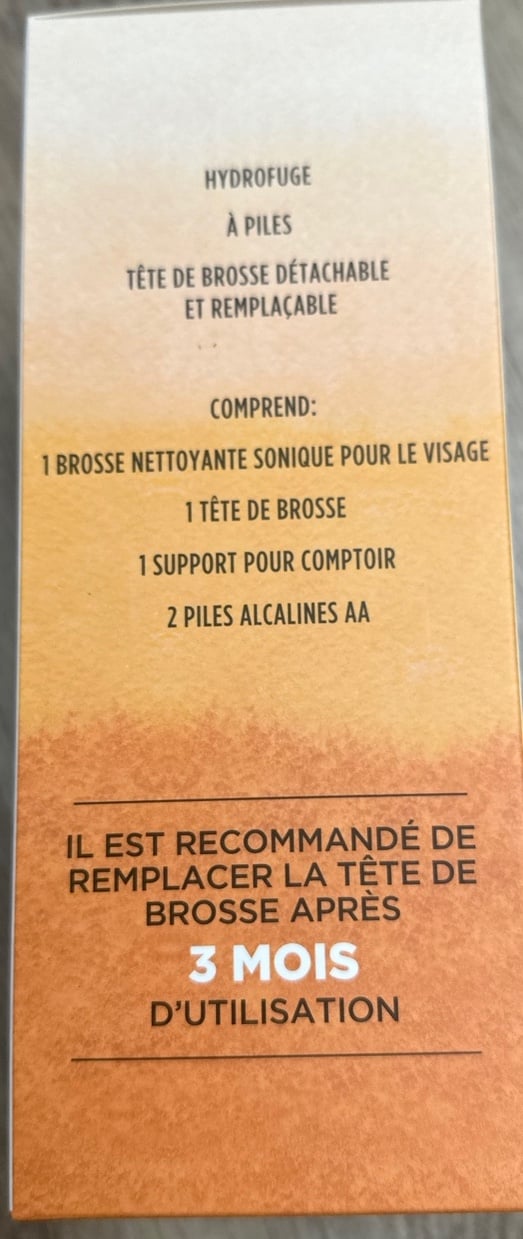 HYDROFUGE
À PILES
TÊTE DE BROSSE DÉTACHABLE
ET REMPLAÇABLE
COMPREND:
1 BROSSE NETTOYANTE SONIQUE POUR LE VISAGE
1 TÊTE DE BROSSE
1 SUPPORT POUR COMPTOIR
2 PILES ALCALINES AA
IL EST RECOMMANDÉ DE
REMPLACER LA TÊTE DE
BROSSE APRÈS
3 MOIS
D'UTILISATION